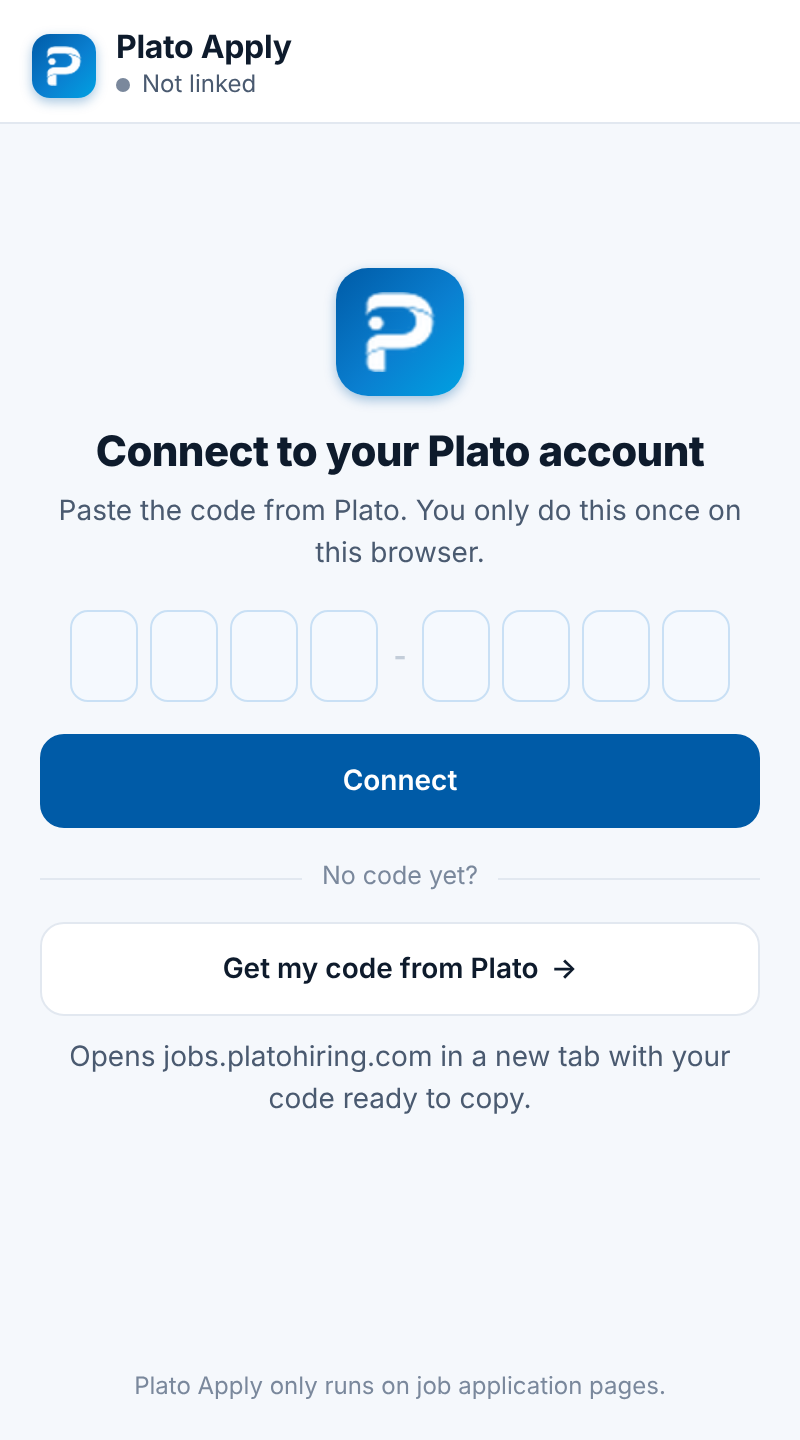 Plato Apply
Not linked
Connect to your Plato account
Paste the code from Plato. You only do this once on
this browser.
-
Connect
No code yet?
Get my code from Plato →
Opens jobs.platohiring.com in a new tab with your
code ready to copy.
Plato Apply only runs on job application pages.